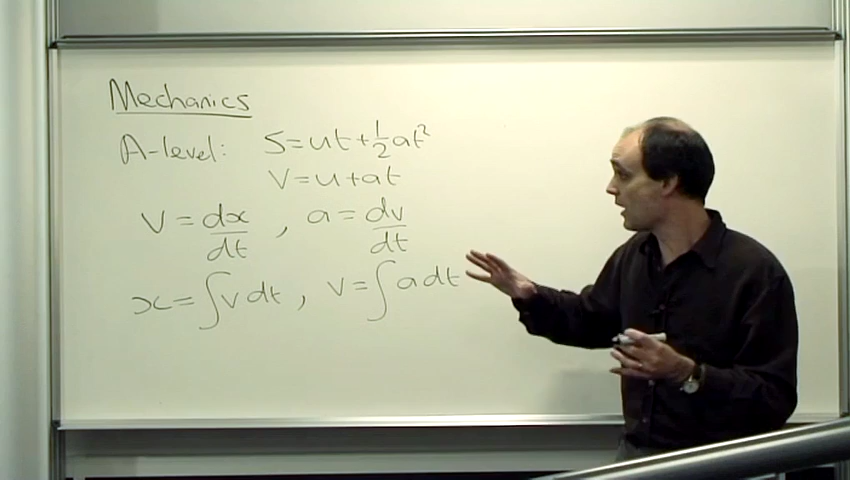 Mechanics
A-level: S=ut+½at²
V=u+at
V = dx/dt , a = dv/dt
x=∫v dt , v=∫a dt